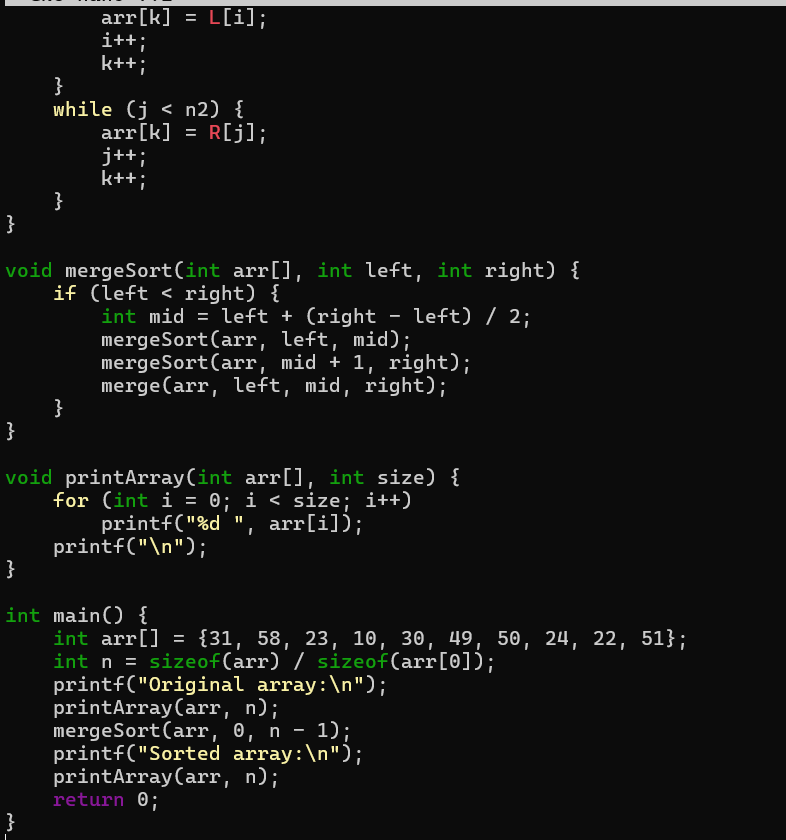 arr[k] = L[i];
        i++;
        k++;
    }
    while (j < n2) {
        arr[k] = R[j];
        j++;
        k++;
    }
}

void mergeSort(int arr[], int left, int right) {
    if (left < right) {
        int mid = left + (right - left) / 2;
        mergeSort(arr, left, mid);
        mergeSort(arr, mid + 1, right);
        merge(arr, left, mid, right);
    }
}

void printArray(int arr[], int size) {
    for (int i = 0; i < size; i++)
        printf("%d ", arr[i]);
    printf("\n");
}

int main() {
    int arr[] = {31, 58, 23, 10, 30, 49, 50, 24, 22, 51};
    int n = sizeof(arr) / sizeof(arr[0]);
    printf("Original array:\n");
    printArray(arr, n);
    mergeSort(arr, 0, n - 1);
    printf("Sorted array:\n");
    printArray(arr, n);
    return 0;
}